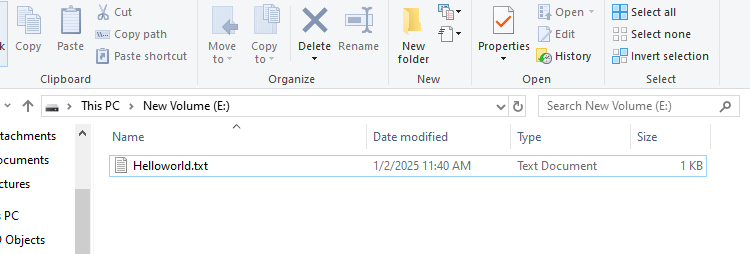 Cut
Copy path
Paste shortcut
Copy
Paste
Clipboard
Move to
Copy to
Delete
Rename
Organize
New folder
New
Properties
Open
Edit
History
Open
Select all
Select none
Invert selection
Select
This PC > New Volume (E:)
Search New Volume (E:)
Name Date modified Type Size
Helloworld.txt 1/2/2025 11:40 AM Text Document 1 KB
ttachments
ocuments
ctures
s PC
Objects